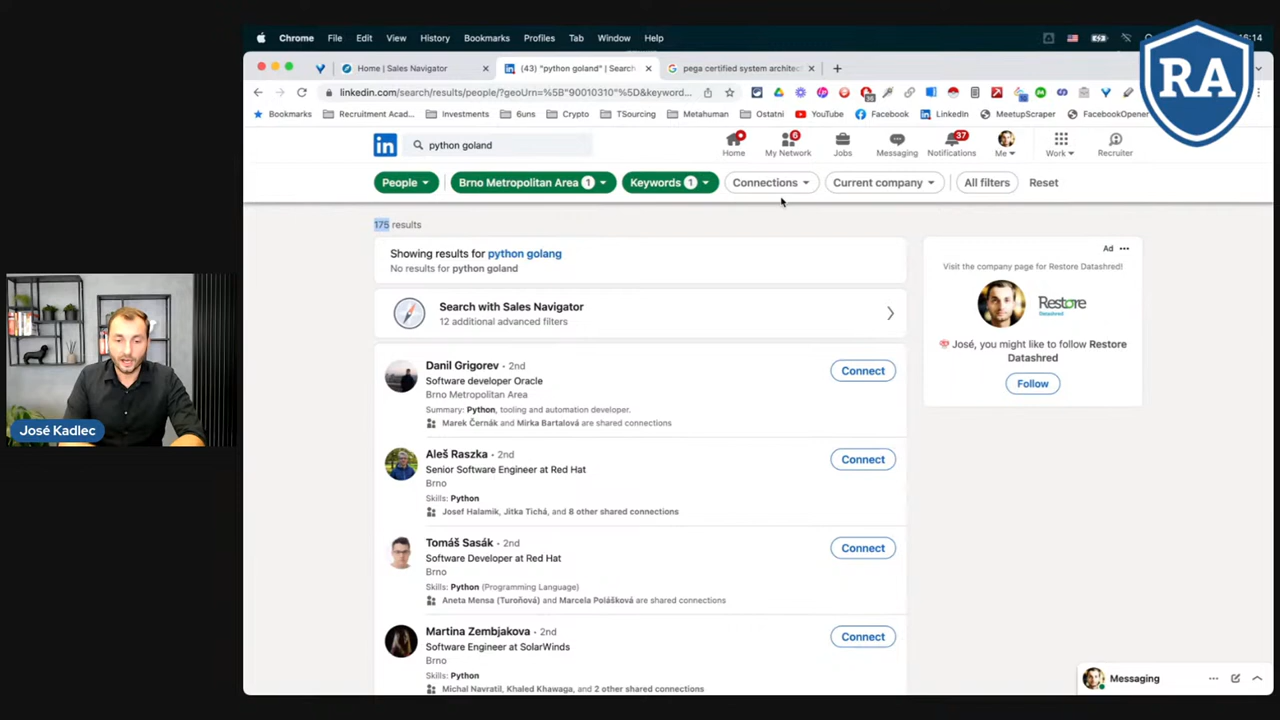 Chrome File Edit View History Bookmarks Profiles Tab Window Help
:14
RA
Home | Sales Navigator
(43) "python goland" | Search
pega certified system architec
linkedin.com/search/results/people/?geoUrn=%5B"90010310"%5D&keyword...
Bookmarks Recruitment Acad... Investments 6uns Crypto TSourcing Metahuman Ostatni YouTube Facebook LinkedIn MeetupScraper FacebookOpener
in python goland
6 37
Home My Network Jobs Messaging Notifications Me Work Recruiter
People Brno Metropolitan Area 1 Keywords 1 Connections Current company All filters Reset
175 results
Showing results for python golang
No results for python goland
Search with Sales Navigator
12 additional advanced filters
Danil Grigorev • 2nd
Software developer Oracle
Brno Metropolitan Area
Summary: Python, tooling and automation developer.
Marek Černák and Mirka Bartalová are shared connections
Connect
Aleš Raszka • 2nd
Senior Software Engineer at Red Hat
Brno
Skills: Python
Josef Halamik, Jitka Tichá, and 8 other shared connections
Connect
Tomáš Sasák • 2nd
Software Developer at Red Hat
Brno
Skills: Python (Programming Language)
Aneta Mensa (Turoňová) and Marcela Polášková are shared connections
Connect
Martina Zembjakova • 2nd
Software Engineer at SolarWinds
Brno
Skills: Python
Michal Navratil, Khaled Khawaga, and 2 other shared connections
Connect
Ad •••
Visit the company page for Restore Datashred!
Restore
Datashred
José, you might like to follow Restore
Datashred
Follow
Messaging
José Kadlec